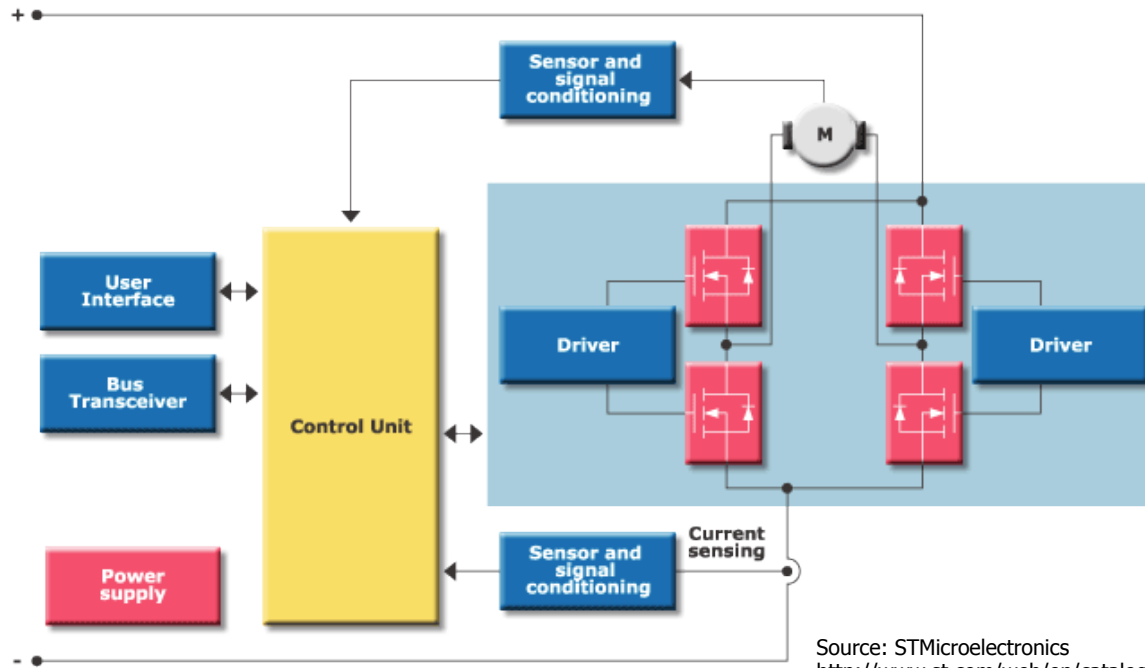 +
Sensor and
signal
conditioning
M
User
Interface
Bus
Transceiver
Control Unit
Driver
Driver
Power
supply
Sensor and
signal
conditioning
Current
sensing
-
Source: STMicroelectronics